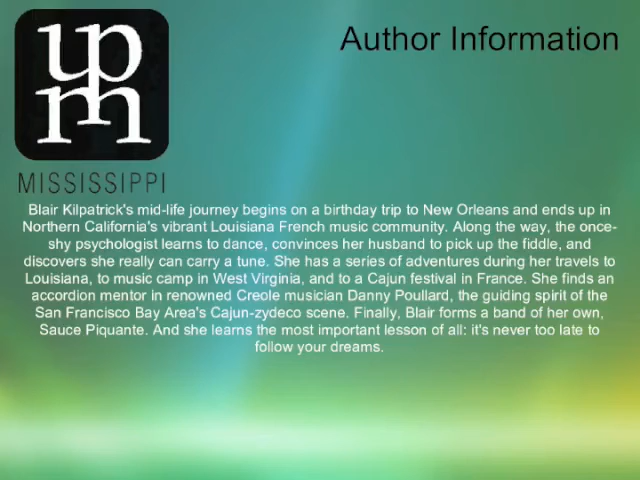 upm
MISSISSIPPI
Author Information
Blair Kilpatrick's mid-life journey begins on a birthday trip to New Orleans and ends up in
Northern California's vibrant Louisiana French music community. Along the way, the once-
shy psychologist learns to dance, convinces her husband to pick up the fiddle, and
discovers she really can carry a tune. She has a series of adventures during her travels to
Louisiana, to music camp in West Virginia, and to a Cajun festival in France. She finds an
accordion mentor in renowned Creole musician Danny Poullard, the guiding spirit of the
San Francisco Bay Area's Cajun-zydeco scene. Finally, Blair forms a band of her own,
Sauce Piquante. And she learns the most important lesson of all: it's never too late to
follow your dreams.